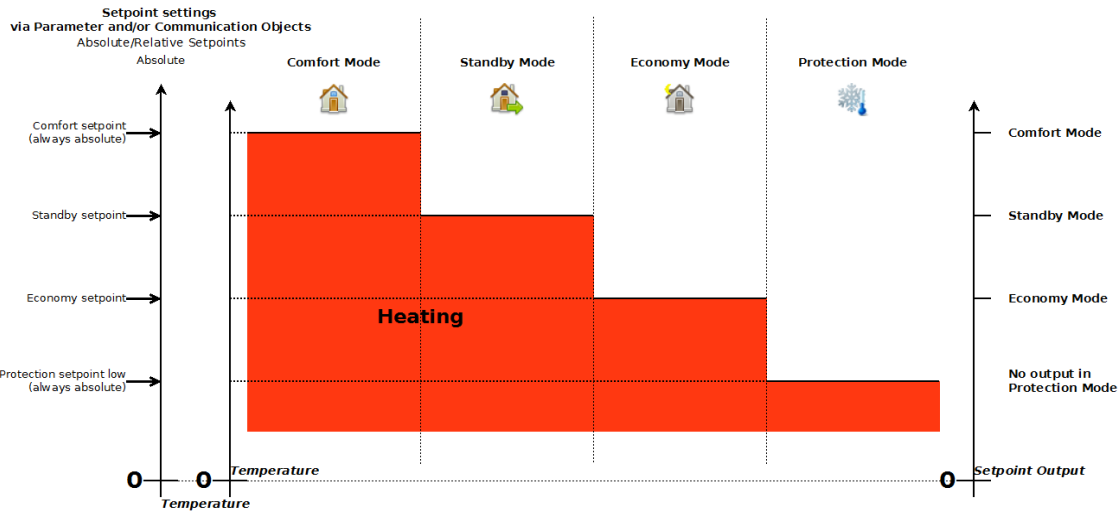 Setpoint settings
via Parameter and/or Communication Objects
Absolute/Relative Setpoints
Absolute
Comfort Mode
Standby Mode
Economy Mode
Protection Mode
Comfort setpoint
(always absolute)
Comfort Mode
Standby setpoint
Standby Mode
Economy setpoint
Economy Mode
Heating
Protection setpoint low
(always absolute)
No output in
Protection Mode
Temperature
Setpoint Output
0
0
0
Temperature